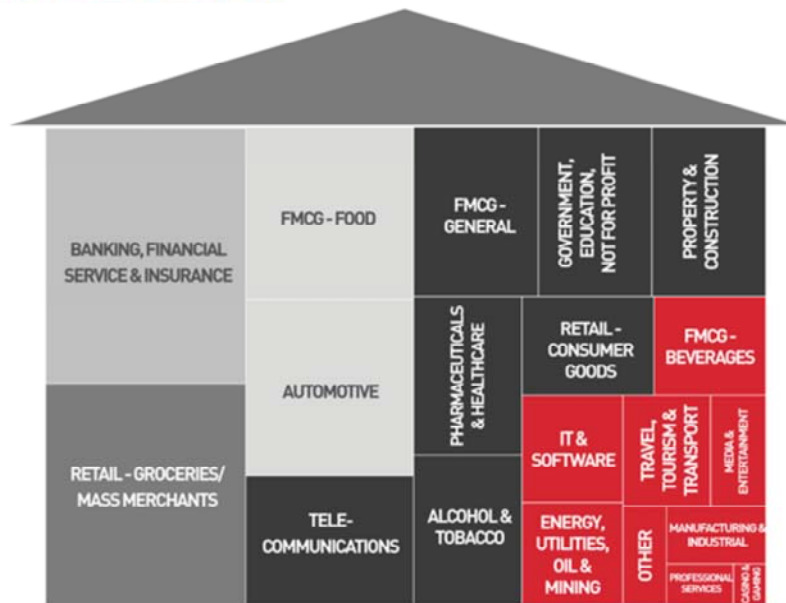 BANKING, FINANCIAL
SERVICE & INSURANCE
RETAIL - GROCERIES/
MASS MERCHANTS
FMCG - FOOD
AUTOMOTIVE
TELE-
COMMUNICATIONS
FMCG -
GENERAL
GOVERNMENT,
EDUCATION,
NOT FOR PROFIT
PROPERTY &
CONSTRUCTION
PHARMACEUTICALS
& HEALTHCARE
RETAIL -
CONSUMER
GOODS
FMCG -
BEVERAGES
ALCOHOL &
TOBACCO
IT &
SOFTWARE
TRAVEL,
TOURISM &
TRANSPORT
MEDIA &
ENTERTAINMENT
ENERGY,
UTILITIES,
OIL &
MINING
OTHER
MANUFACTURING &
INDUSTRIAL
PROFESSIONAL
SERVICES
CASINO &
GAMING